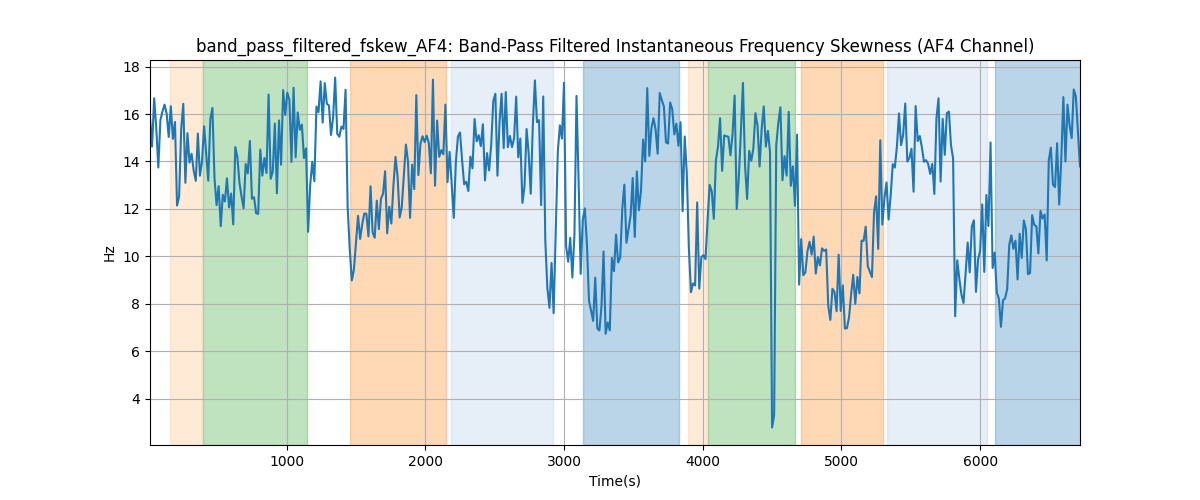 band_pass_filtered_fskew_AF4: Band-Pass Filtered Instantaneous Frequency Skewness (AF4 Channel)
18
16
14
12
10
8
6
4
Hz
1000 2000 3000 4000 5000 6000
Time(s)